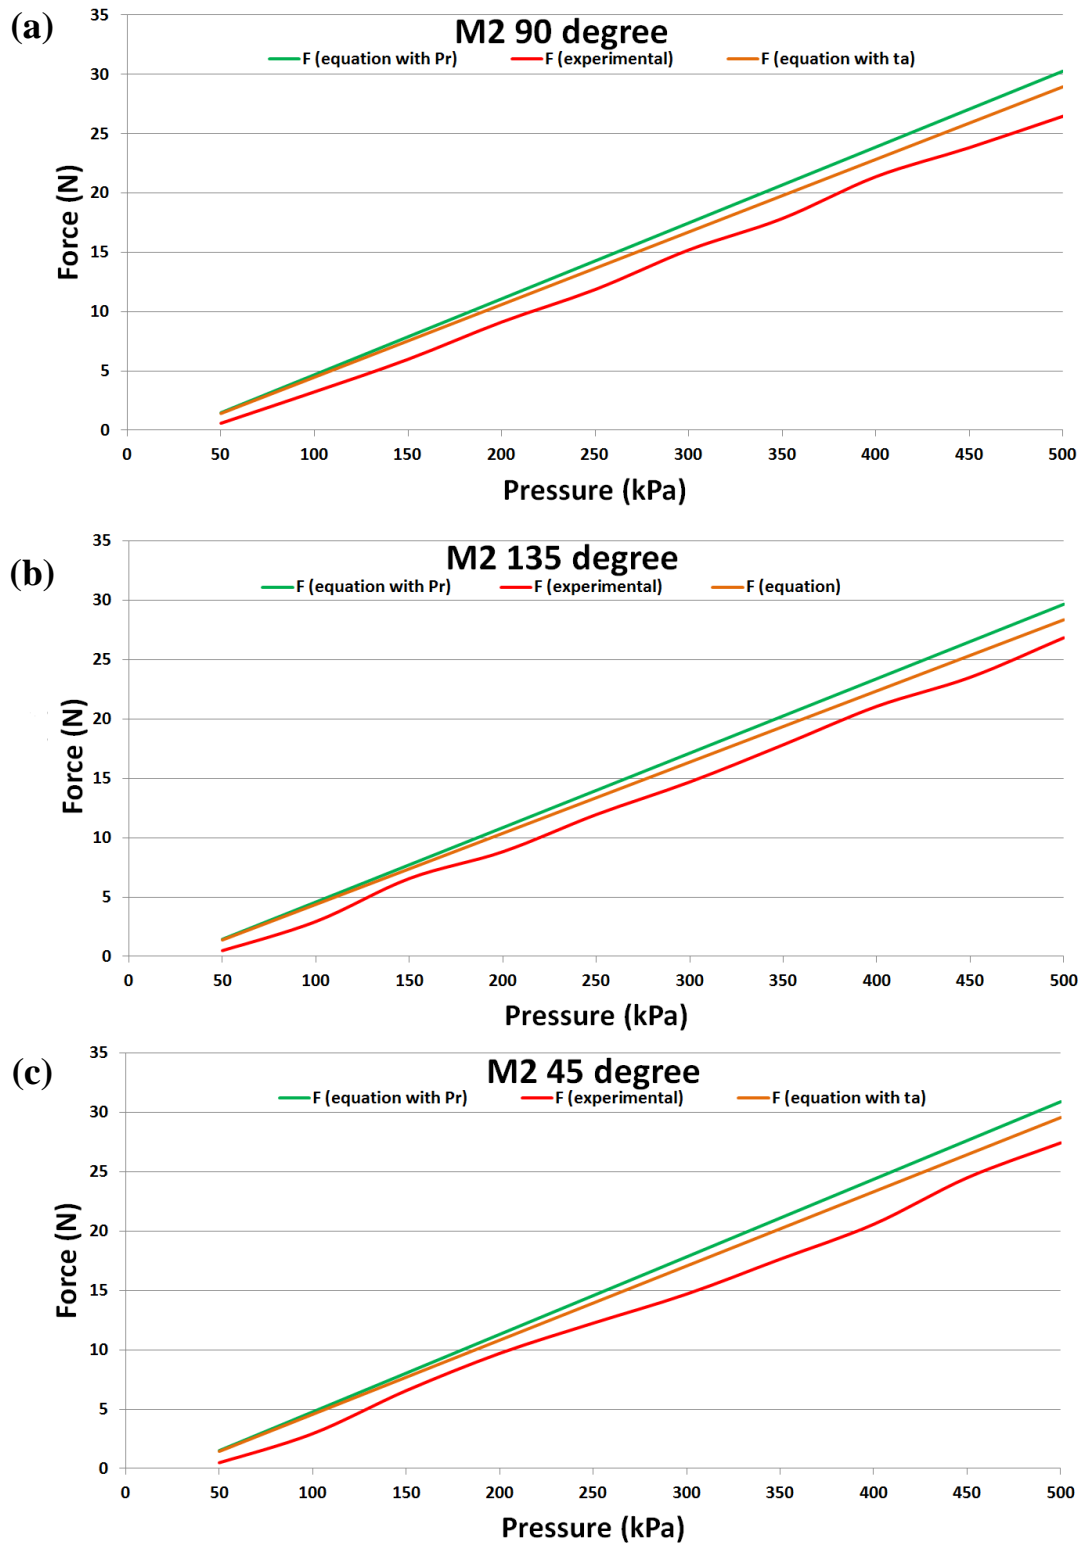 (a)
M2 90 degree
F (equation with Pr) F (experimental) F (equation with ta)
35
30
25
20
15
10
5
0
Force (N)
0 50 100 150 200 250 300 350 400 450 500
Pressure (kPa)
(b)
M2 135 degree
F (equation with Pr) F (experimental) F (equation)
35
30
25
20
15
10
5
0
Force (N)
0 50 100 150 200 250 300 350 400 450 500
Pressure (kPa)
(c)
M2 45 degree
F (equation with Pr) F (experimental) F (equation with ta)
35
30
25
20
15
10
5
0
Force (N)
0 50 100 150 200 250 300 350 400 450 500
Pressure (kPa)